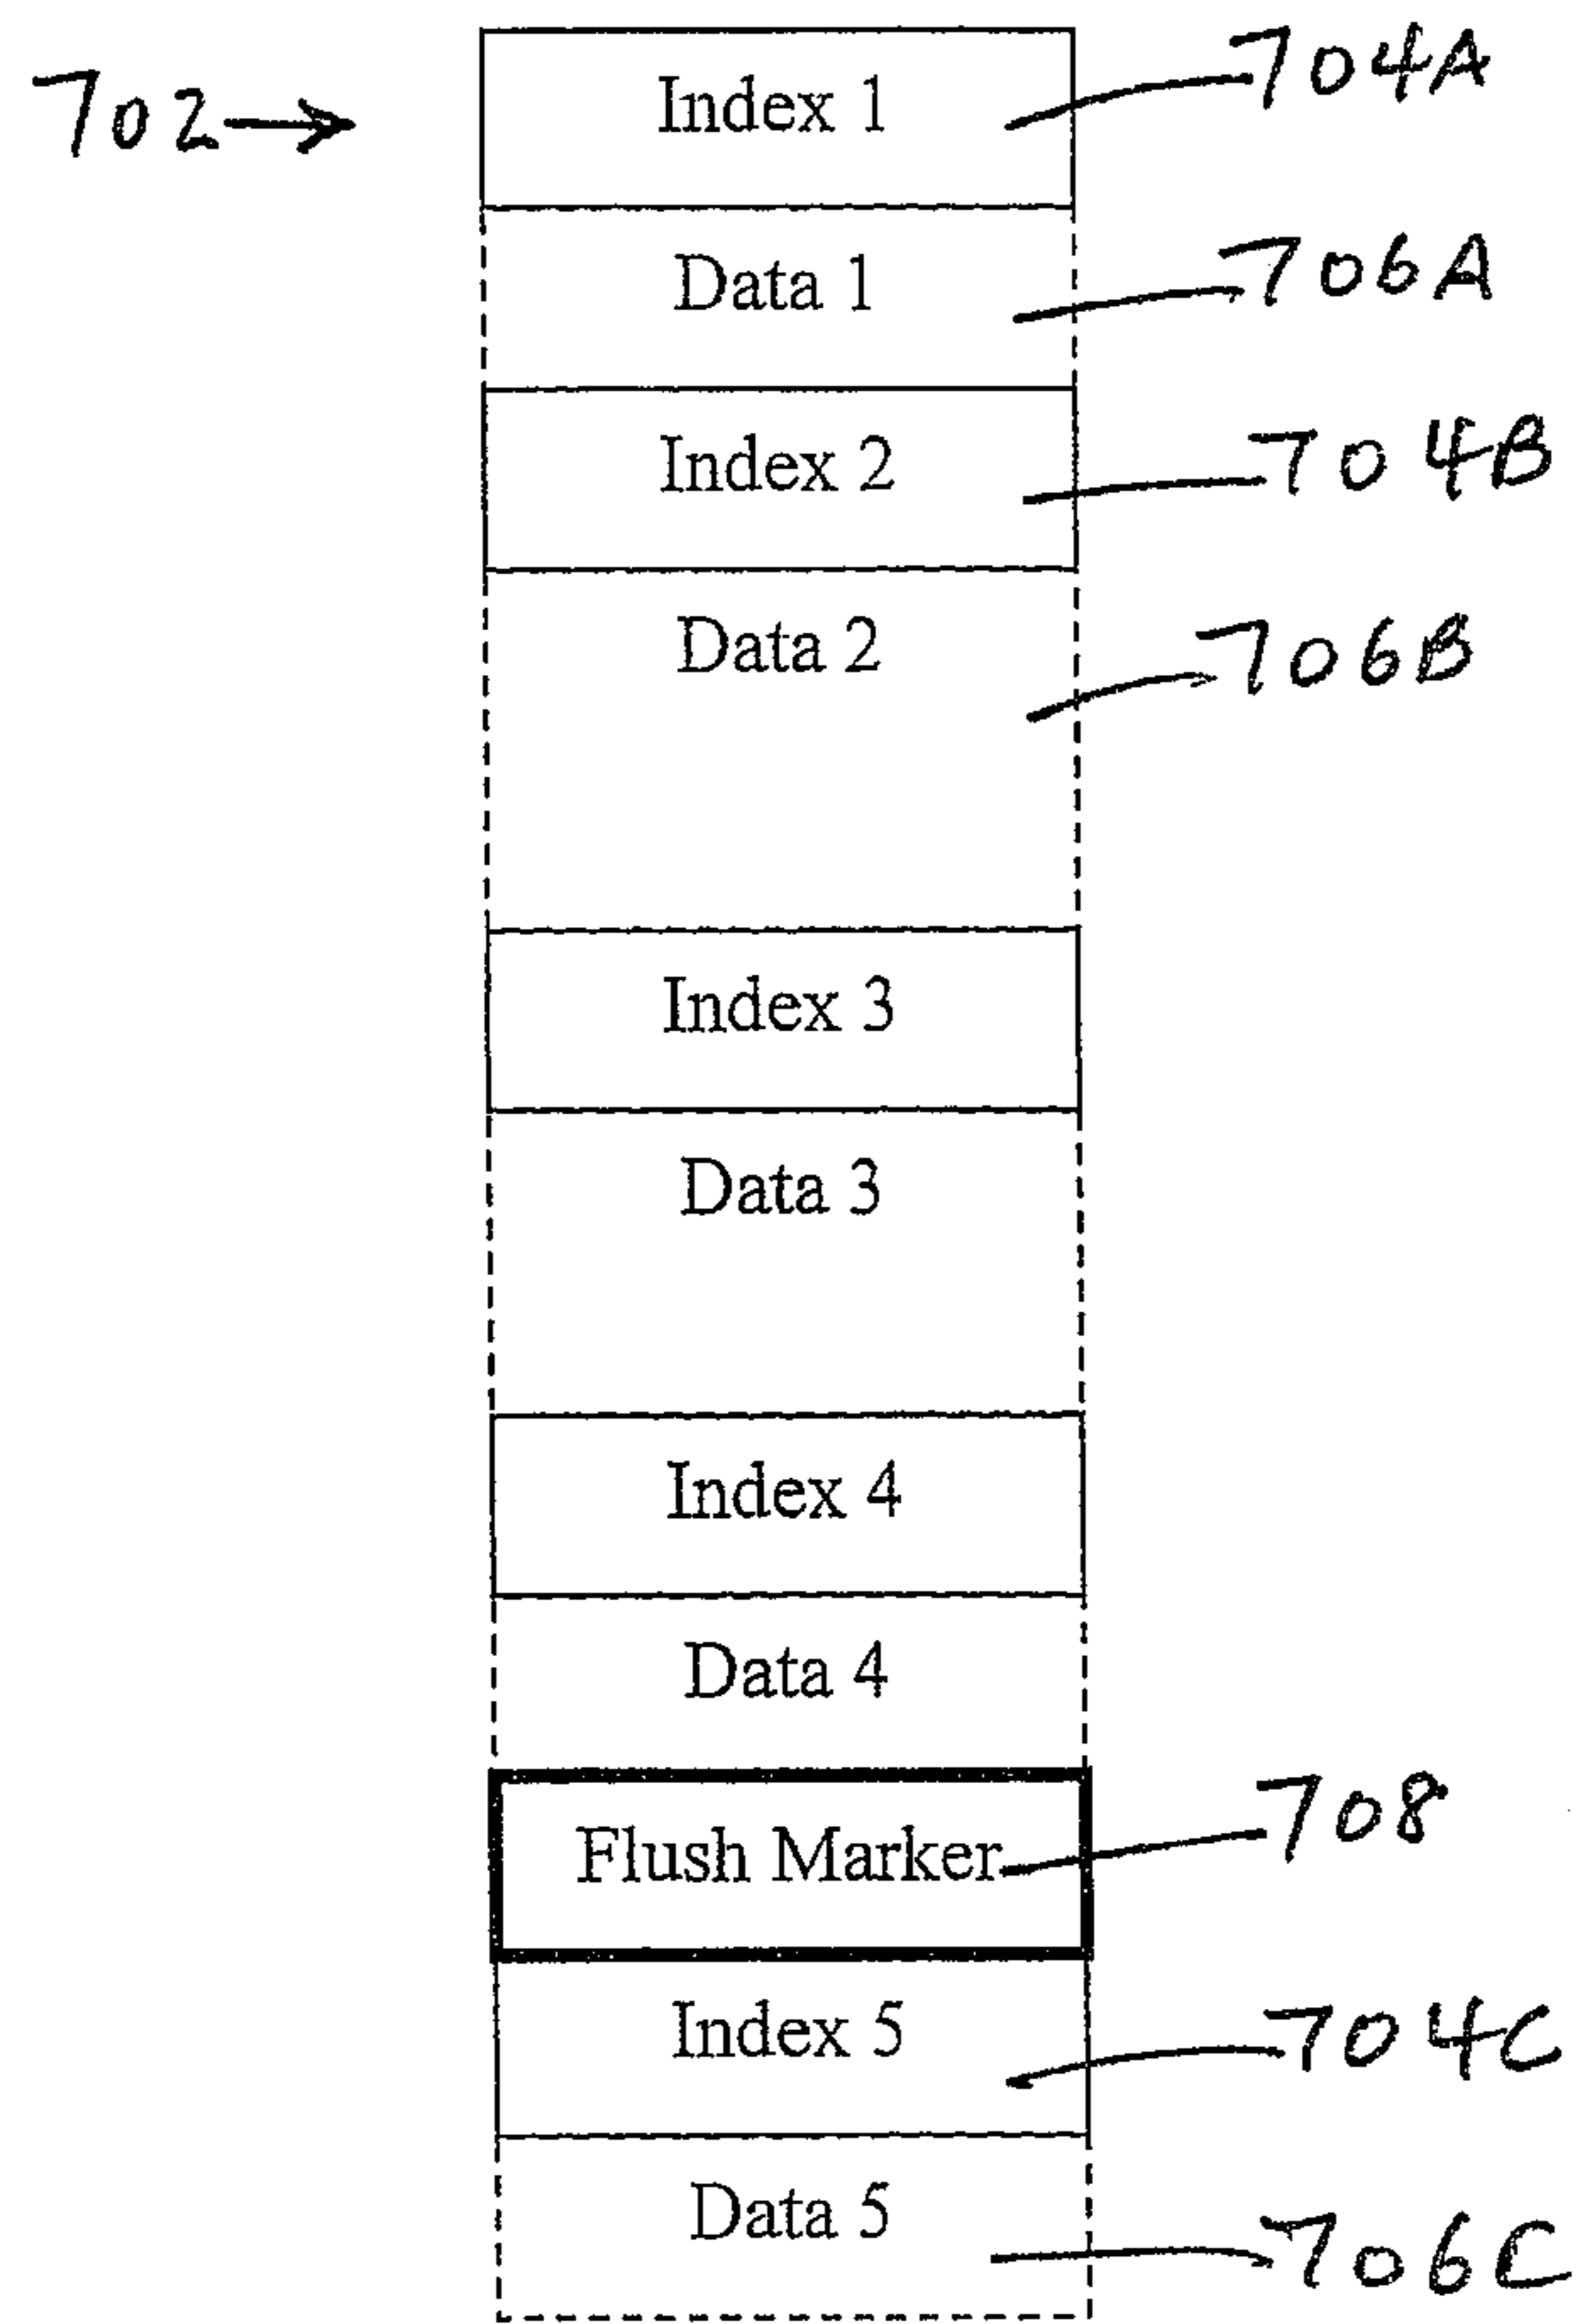 704A
702
Index 1
706A
Data 1
704B
Index 2
706B
Data 2
Index 3
Data 3
Index 4
Data 4
708
Flush Marker
704C
Index 5
Data 5
706C